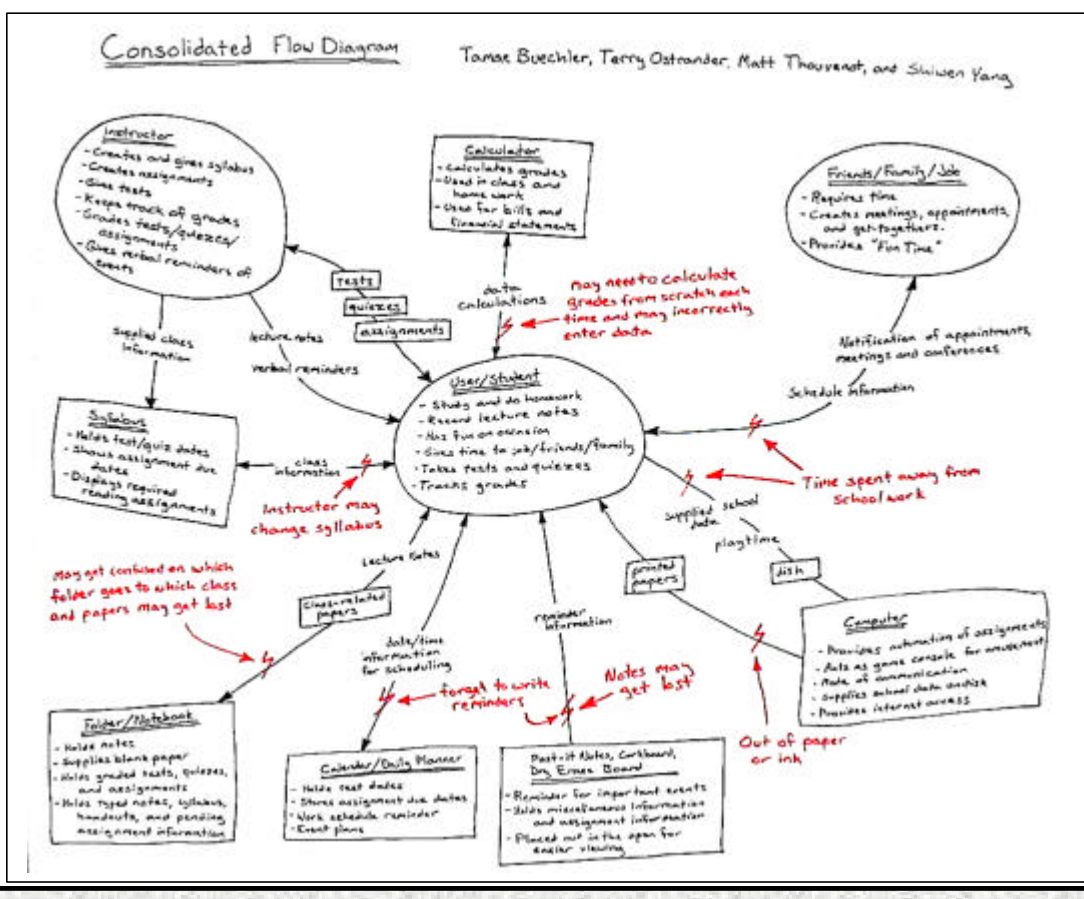 Consolidated Flow Diagram
Tamae Buechler, Terry Ostrander, Matt Thouvenot, and Shiwen Yang
Instructor
- Creates and gives syllabus
- Creates assignments
- Gives tests
- Keeps track of grades
- Grades tests/quizes/
assignments
- Gives verbal reminders of
events
Calculator
- Calculates grades
- Used in class and
home work
- Used for bills and
financial statements
Friends/Family/Job
- Requires time
- Creates meetings, appointments,
and get-togethers.
- Provides "Fun Time"
tests
quizes
assignments
data
calculations
May need to calculate
grades from scratch each
time and may incorrectly
enter data
supplied class
information
lecture notes
verbal reminders
Notification of appointments,
meetings and conferences
Schedule information
User/Student
- Study and do homework
- Record lecture notes
- Has fun on occasion
- Gives time to job/friends/family
- Takes tests and quizes
- Tracks grades
Syllabus
- Holds test/quiz dates
- Shows assignment due
dates
- Displays required
reading assignments
class
information
Instructor may
change syllabus
Time spent away from
schoolwork
supplied school
data
playtime
disk
printed
papers
Lecture notes
class-related
papers
May get confused on which
folder goes to which class
and papers may get lost
date/time
information
for scheduling
reminder
information
Computer
- Provides automation of assignments
- Acts as game console for amusement
- Mode of communication
- Supplies school data on disk
- Provides internet access
forget to write
reminders
Notes may
get lost
Out of paper
or ink
Folder/Notebook
- Holds notes
- Supplies blank paper
- Holds graded tests, quizes,
and assignments
- Holds typed notes, syllabus,
handouts, and pending
assignment information
Calendar/Daily Planner
- Holds test dates
- Stores assignment due dates
- Work schedule reminder
- Event plans
Post-it Notes, Corkboard,
Dry Erase Board
- Reminder for important events
- Holds miscellaneous information
and assignment information
- Placed out in the open for
easier viewing